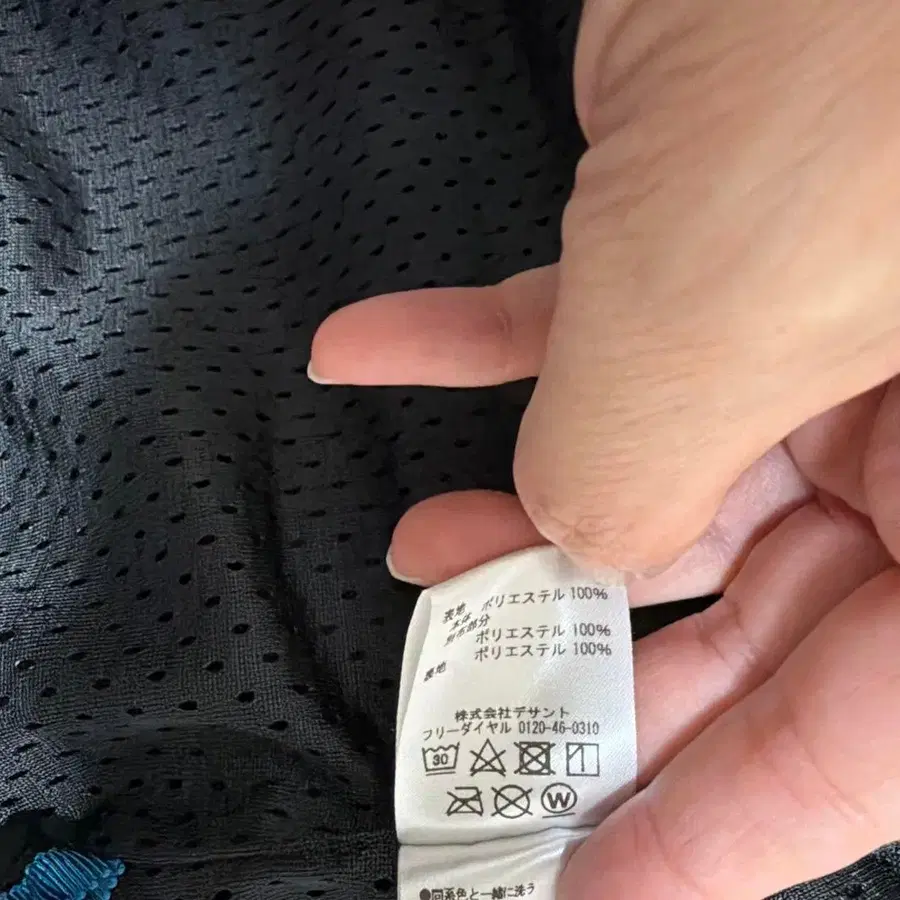 表地
本体 ポリエステル 100%
別布部分
ポリエステル 100%
裏地 ポリエステル 100%
株式会社デサント
フリーダイヤル 0120-46-0310
30
W
●同系色と一緒に洗う